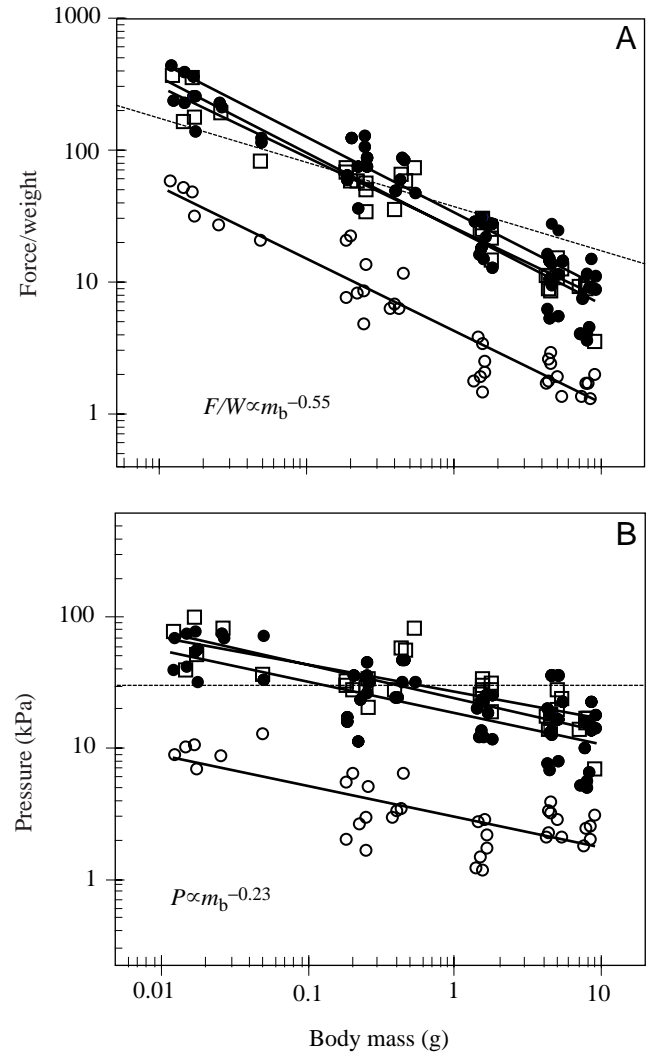 A
1000
100
10
1
Force/weight
F/W∝m_b^−0.55
B
100
10
1
Pressure (kPa)
P∝m_b^−0.23
0.01 0.1 1 10
Body mass (g)